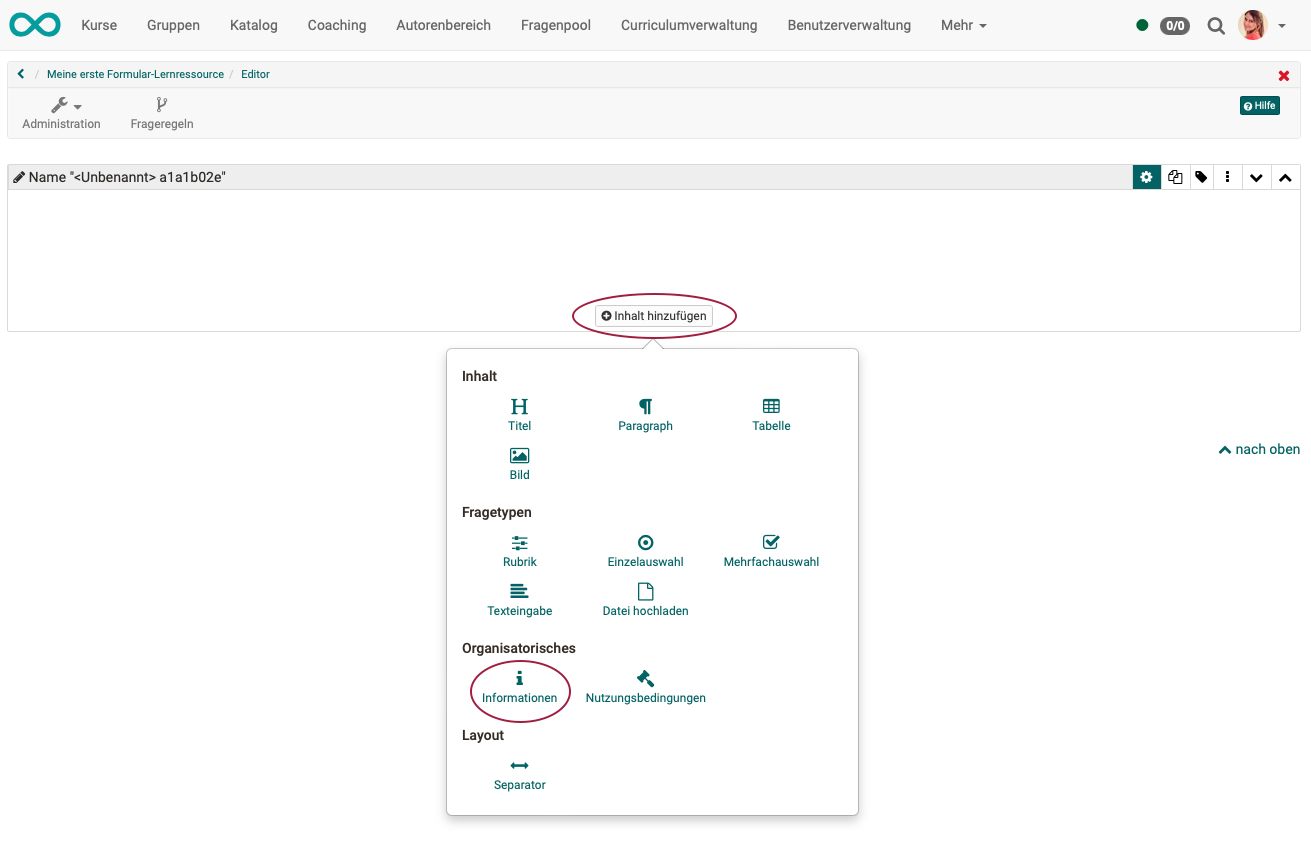 Kurse Gruppen Katalog Coaching Autorenbereich Fragenpool Curriculumverwaltung Benutzerverwaltung Mehr 0/0
/ Meine erste Formular-Lernressource / Editor
Administration Frageregeln Hilfe
Name "<Unbenannt> a1a1b02e"
Inhalt hinzufügen
Inhalt
Titel Paragraph Tabelle
nach oben
Bild
Fragetypen
Rubrik Einzelauswahl Mehrfachauswahl
Texteingabe Datei hochladen
Organisatorisches
Informationen Nutzungsbedingungen
Layout
Separator